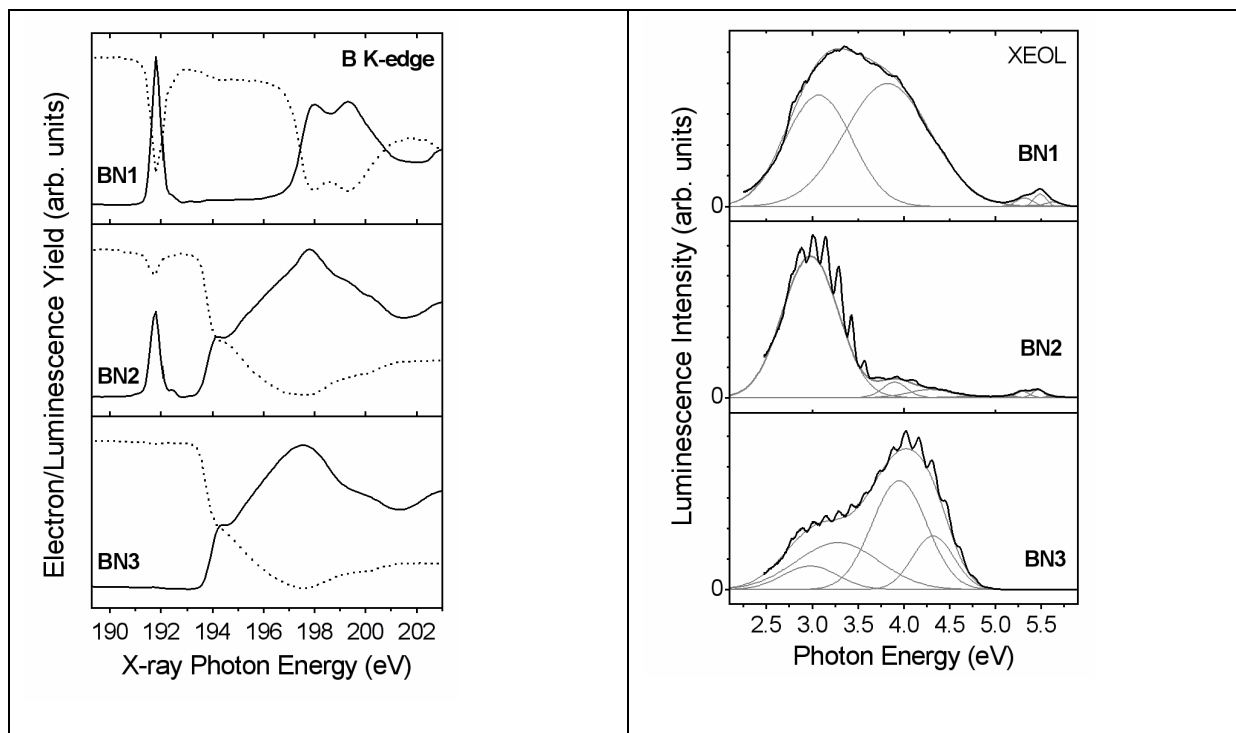 Electron/Luminescence Yield (arb. units)
B K-edge
BN1
BN2
BN3
190 192 194 196 198 200 202
X-ray Photon Energy (eV)
Luminescence Intensity (arb. units)
XEOL
BN1
0
BN2
0
BN3
0
2.5 3.0 3.5 4.0 4.5 5.0 5.5
Photon Energy (eV)